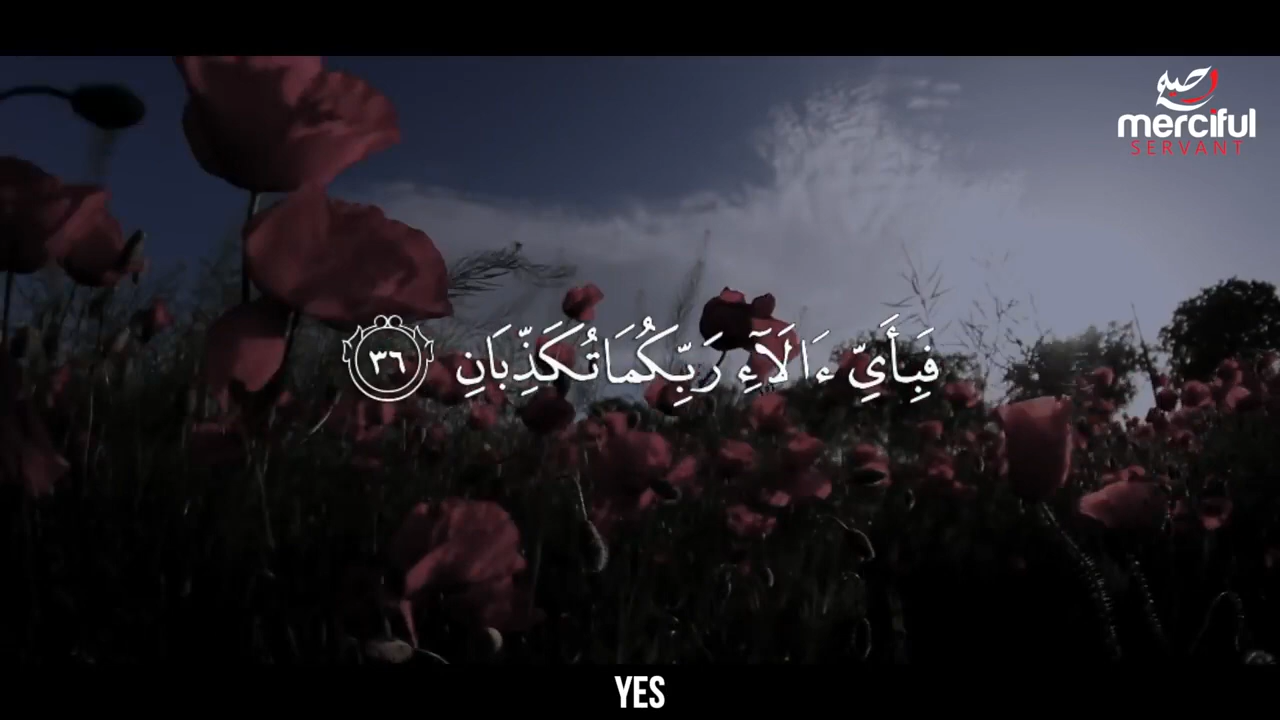 merciful
SERVANT
فَبِأَيِّ ءَالَآءِ رَبِّكُمَا تُكَذِّبَانِ ٣٦
YES